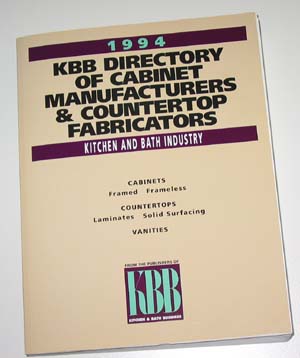 1994
KBB DIRECTORY
OF CABINET
MANUFACTURERS
& COUNTERTOP
FABRICATORS
KITCHEN AND BATH INDUSTRY
CABINETS
Framed Frameless
COUNTERTOPS
Laminates Solid Surfacing
VANITIES
FROM THE PUBLISHERS OF
KBB
KITCHEN & BATH BUSINESS